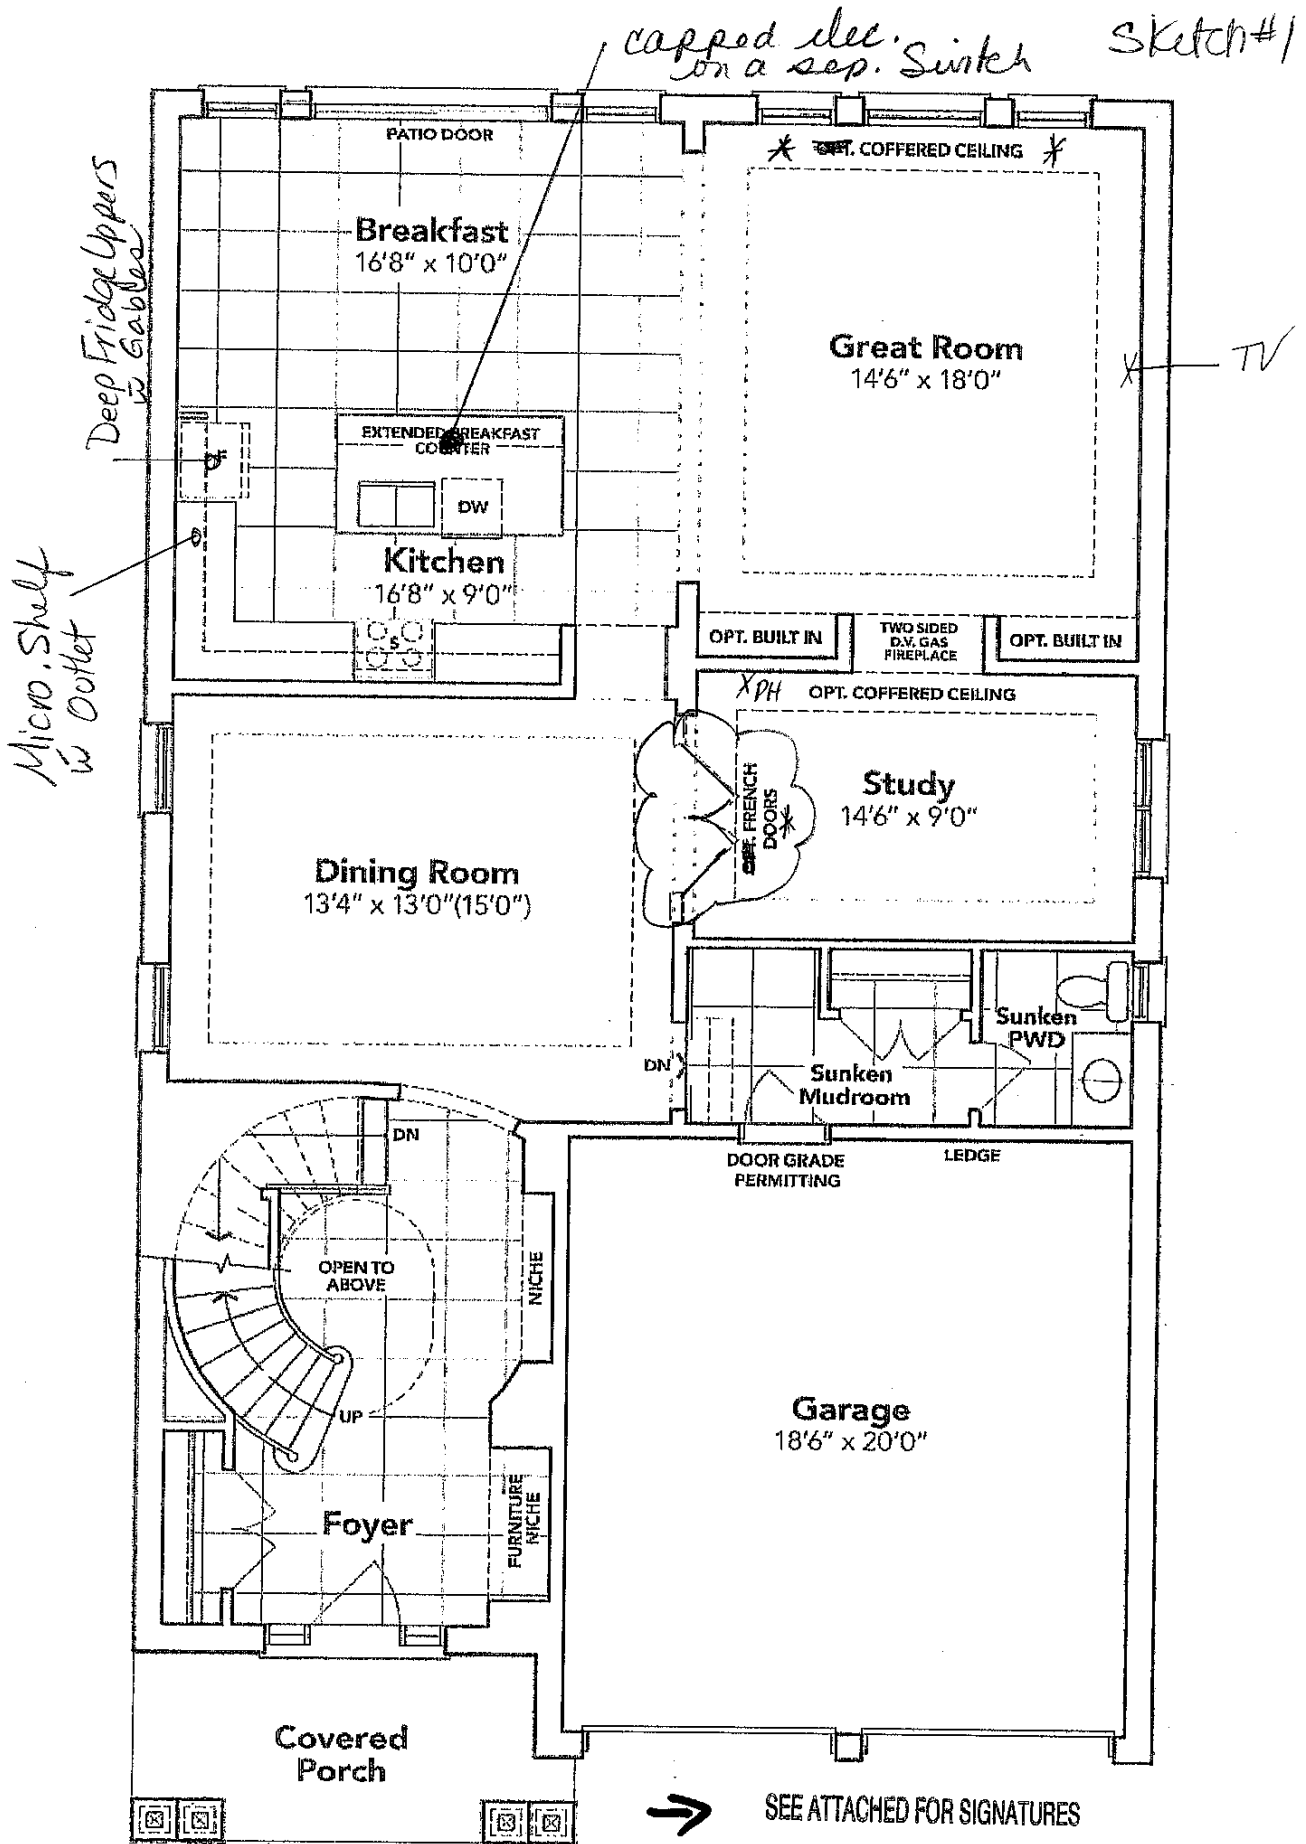 Sketch#1
capped elec.
on a sep. Switch
PATIO DOOR
OPT. COFFERED CEILING
Breakfast
16'8" x 10'0"
Deep Fridge Uppers
w Gables
Great Room
14'6" x 18'0"
TV
EXTENDED BREAKFAST
COUNTER
F
DW
Kitchen
16'8" x 9'0"
Micro. Shelf
w Outlet
S
OPT. BUILT IN
TWO SIDED
D.V. GAS
FIREPLACE
OPT. BUILT IN
PH
OPT. COFFERED CEILING
OPT. FRENCH
DOORS
Study
14'6" x 9'0"
Dining Room
13'4" x 13'0"(15'0")
Sunken
PWD
DN
Sunken
Mudroom
DN
DOOR GRADE
PERMITTING
LEDGE
OPEN TO
ABOVE
NICHE
UP
Garage
18'6" x 20'0"
Foyer
FURNITURE
NICHE
Covered
Porch
SEE ATTACHED FOR SIGNATURES